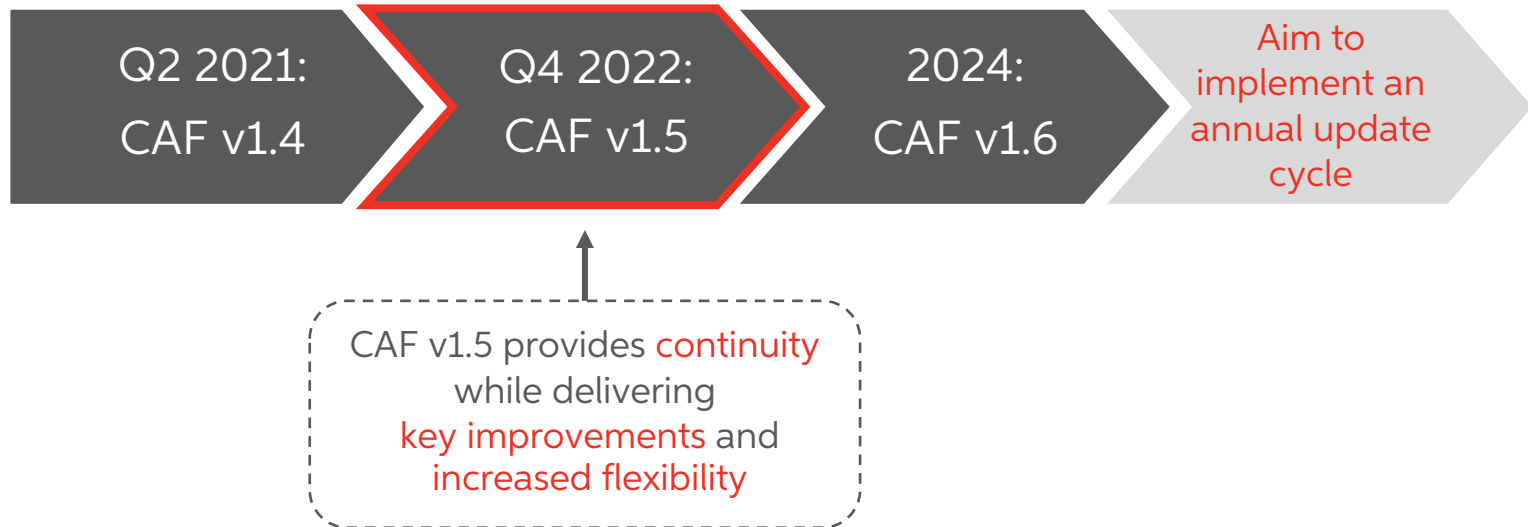 Q2 2021:
CAF v1.4
Q4 2022:
CAF v1.5
2024:
CAF v1.6
Aim to
implement an
annual update
cycle
CAF v1.5 provides continuity
while delivering
key improvements and
increased flexibility